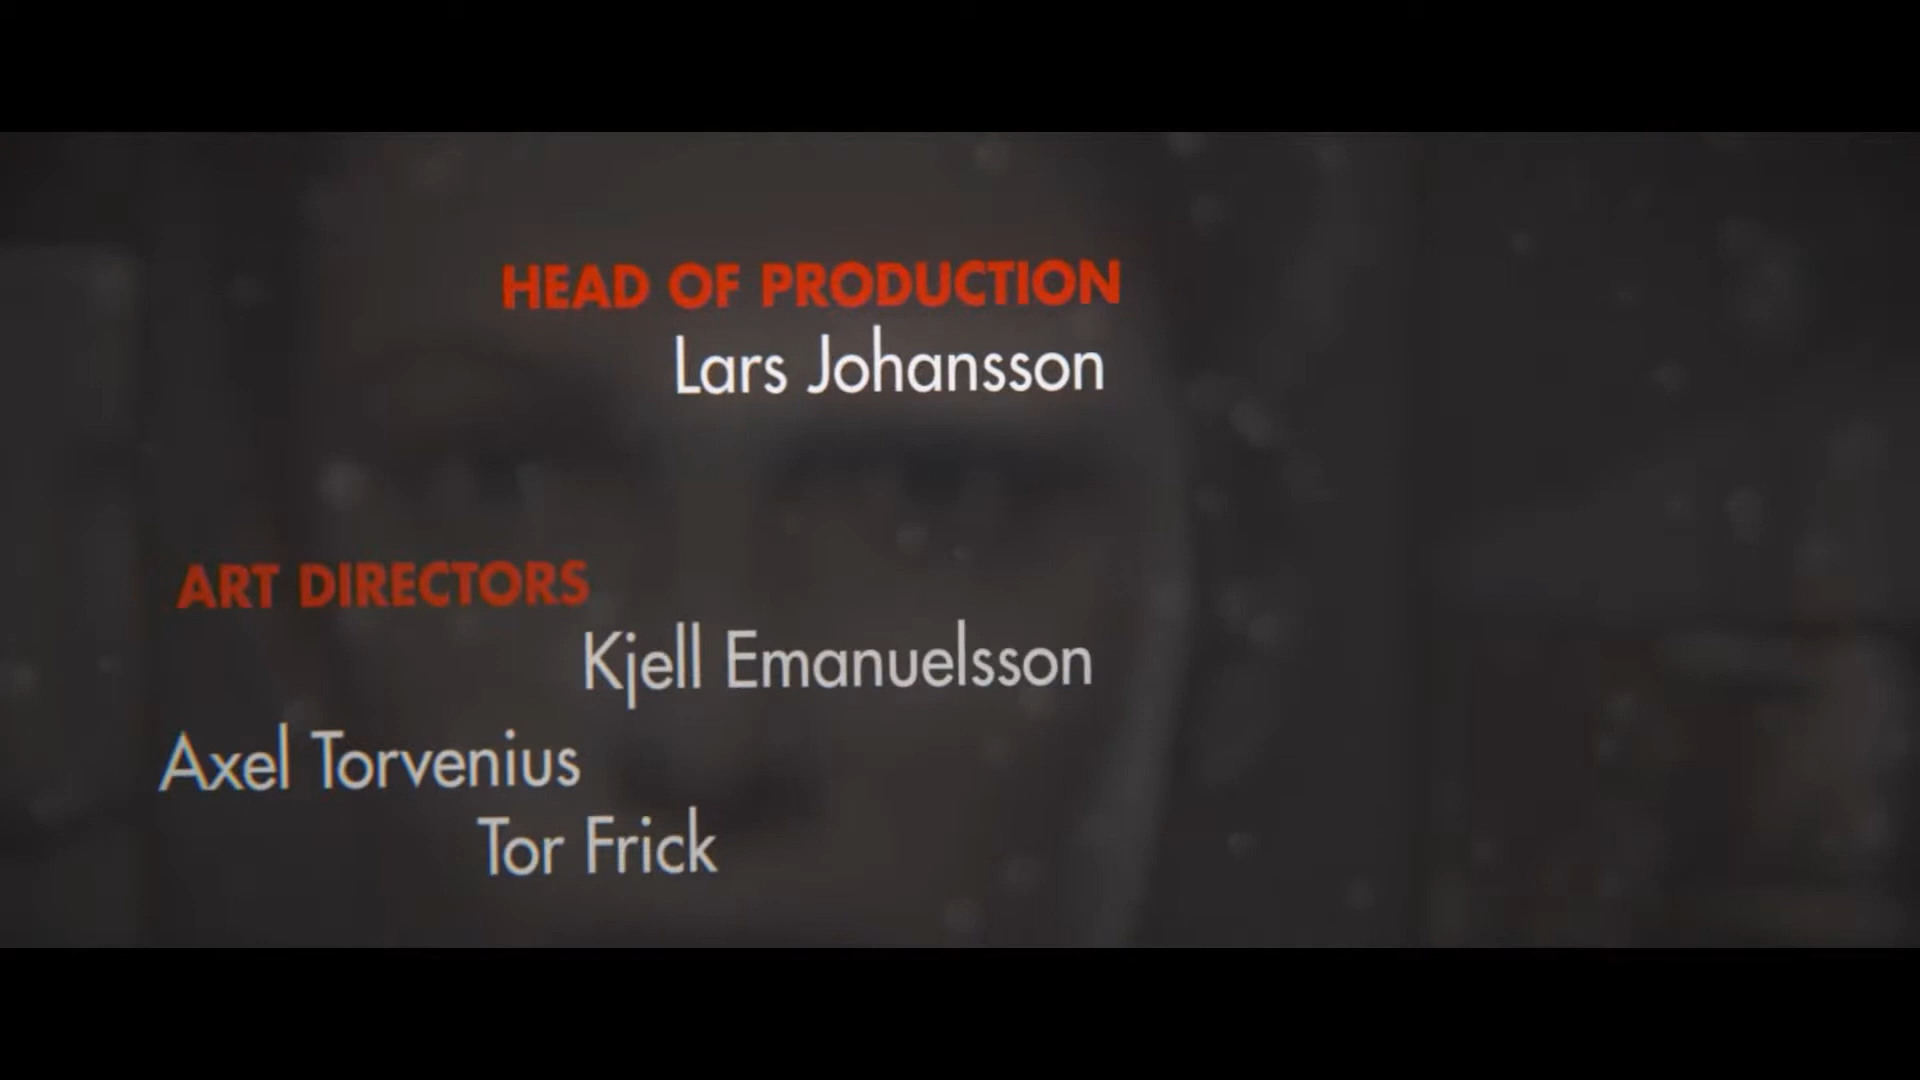 HEAD OF PRODUCTION
Lars Johansson
ART DIRECTORS
Kjell Emanuelsson
Axel Torvenius
Tor Frick